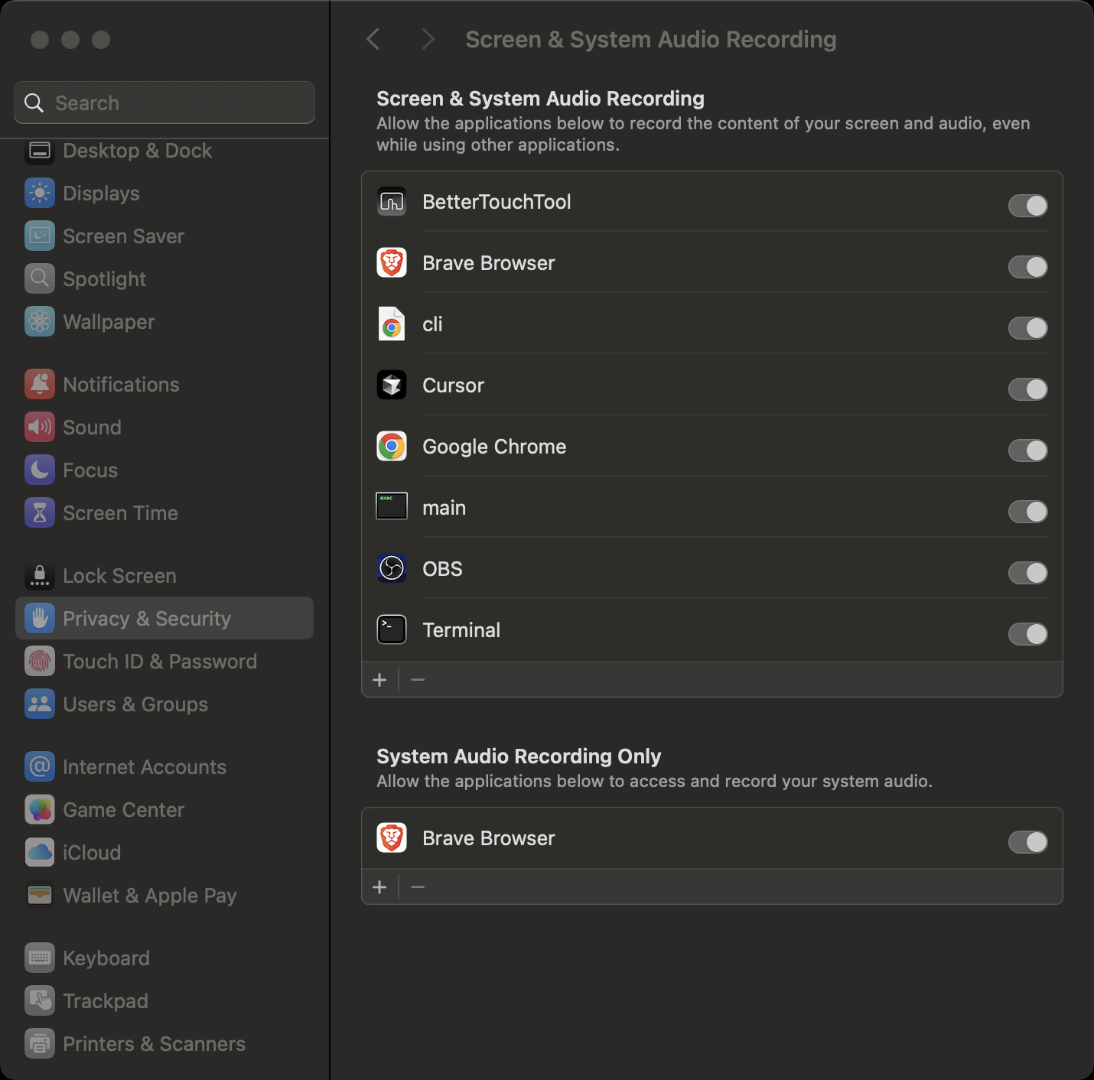 Search
Desktop & Dock
Displays
Screen Saver
Spotlight
Wallpaper
Notifications
Sound
Focus
Screen Time
Lock Screen
Privacy & Security
Touch ID & Password
Users & Groups
Internet Accounts
Game Center
iCloud
Wallet & Apple Pay
Keyboard
Trackpad
Printers & Scanners
Screen & System Audio Recording
Screen & System Audio Recording
Allow the applications below to record the content of your screen and audio, even
while using other applications.
BetterTouchTool
Brave Browser
cli
Cursor
Google Chrome
exec
main
OBS
Terminal
System Audio Recording Only
Allow the applications below to access and record your system audio.
Brave Browser